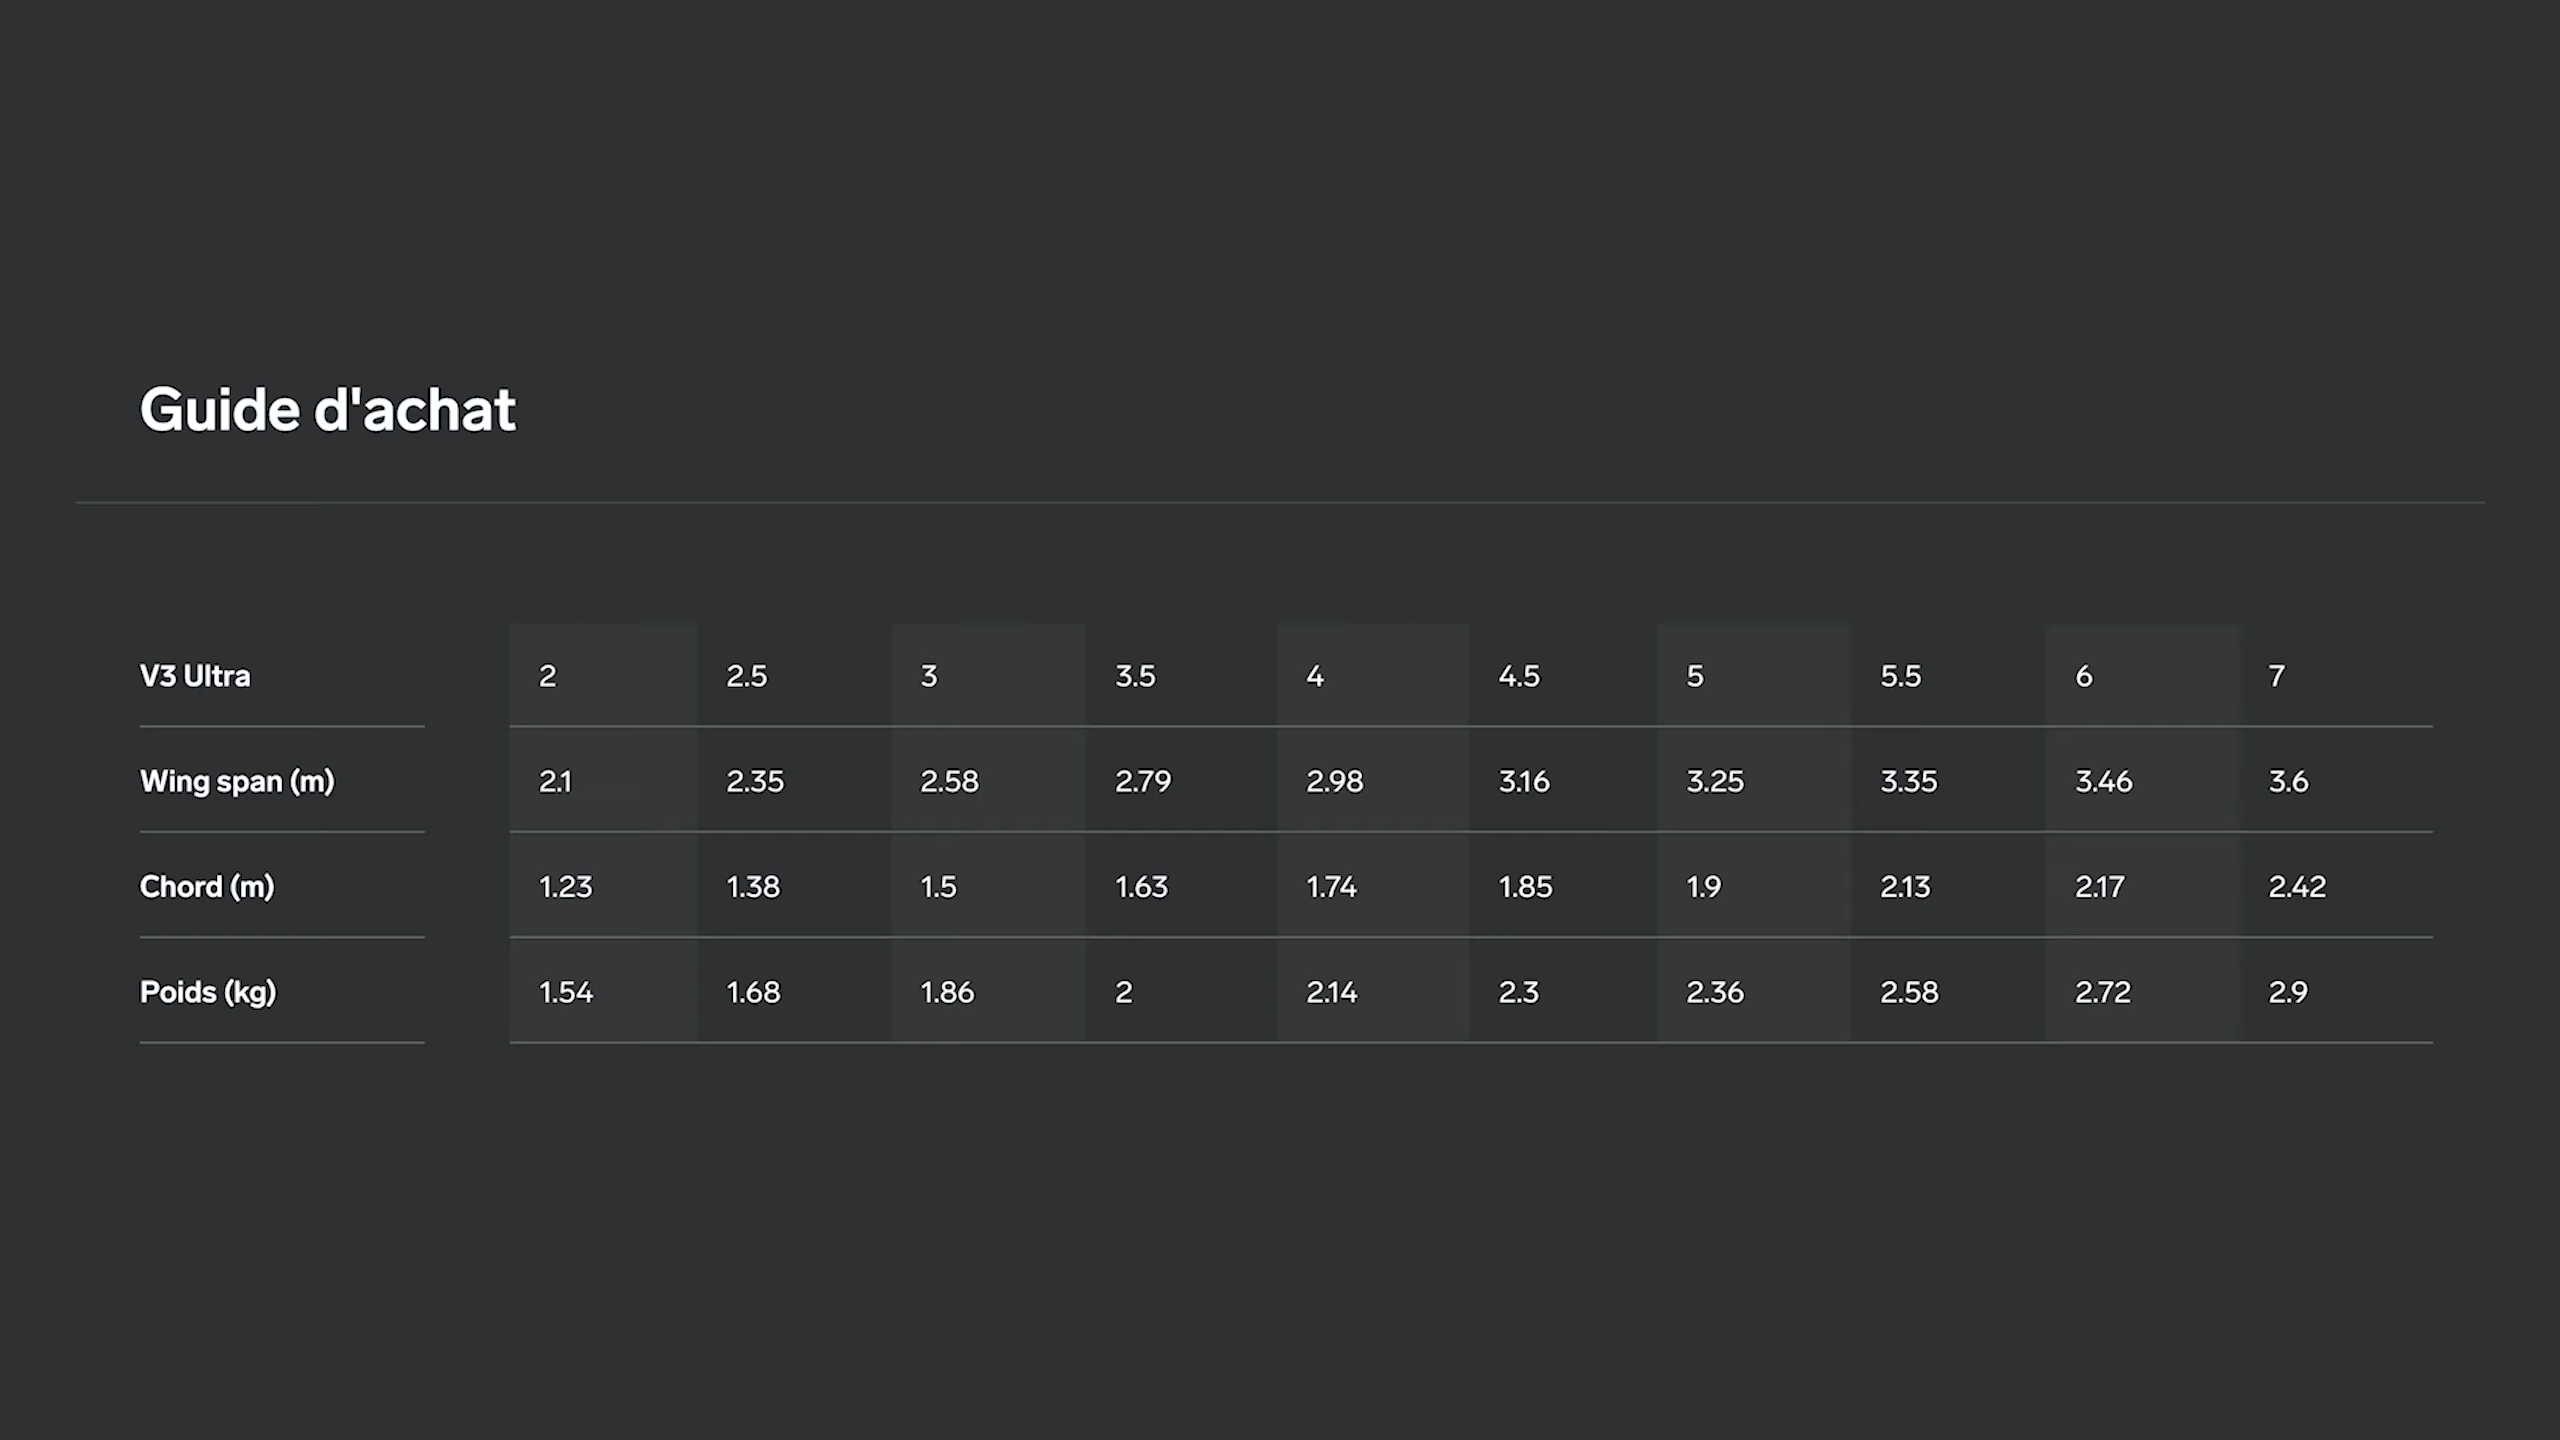 Guide d'achat
V3 Ultra 2 2.5 3 3.5 4 4.5 5 5.5 6 7
Wing span (m) 2.1 2.35 2.58 2.79 2.98 3.16 3.25 3.35 3.46 3.6
Chord (m) 1.23 1.38 1.5 1.63 1.74 1.85 1.9 2.13 2.17 2.42
Poids (kg) 1.54 1.68 1.86 2 2.14 2.3 2.36 2.58 2.72 2.9